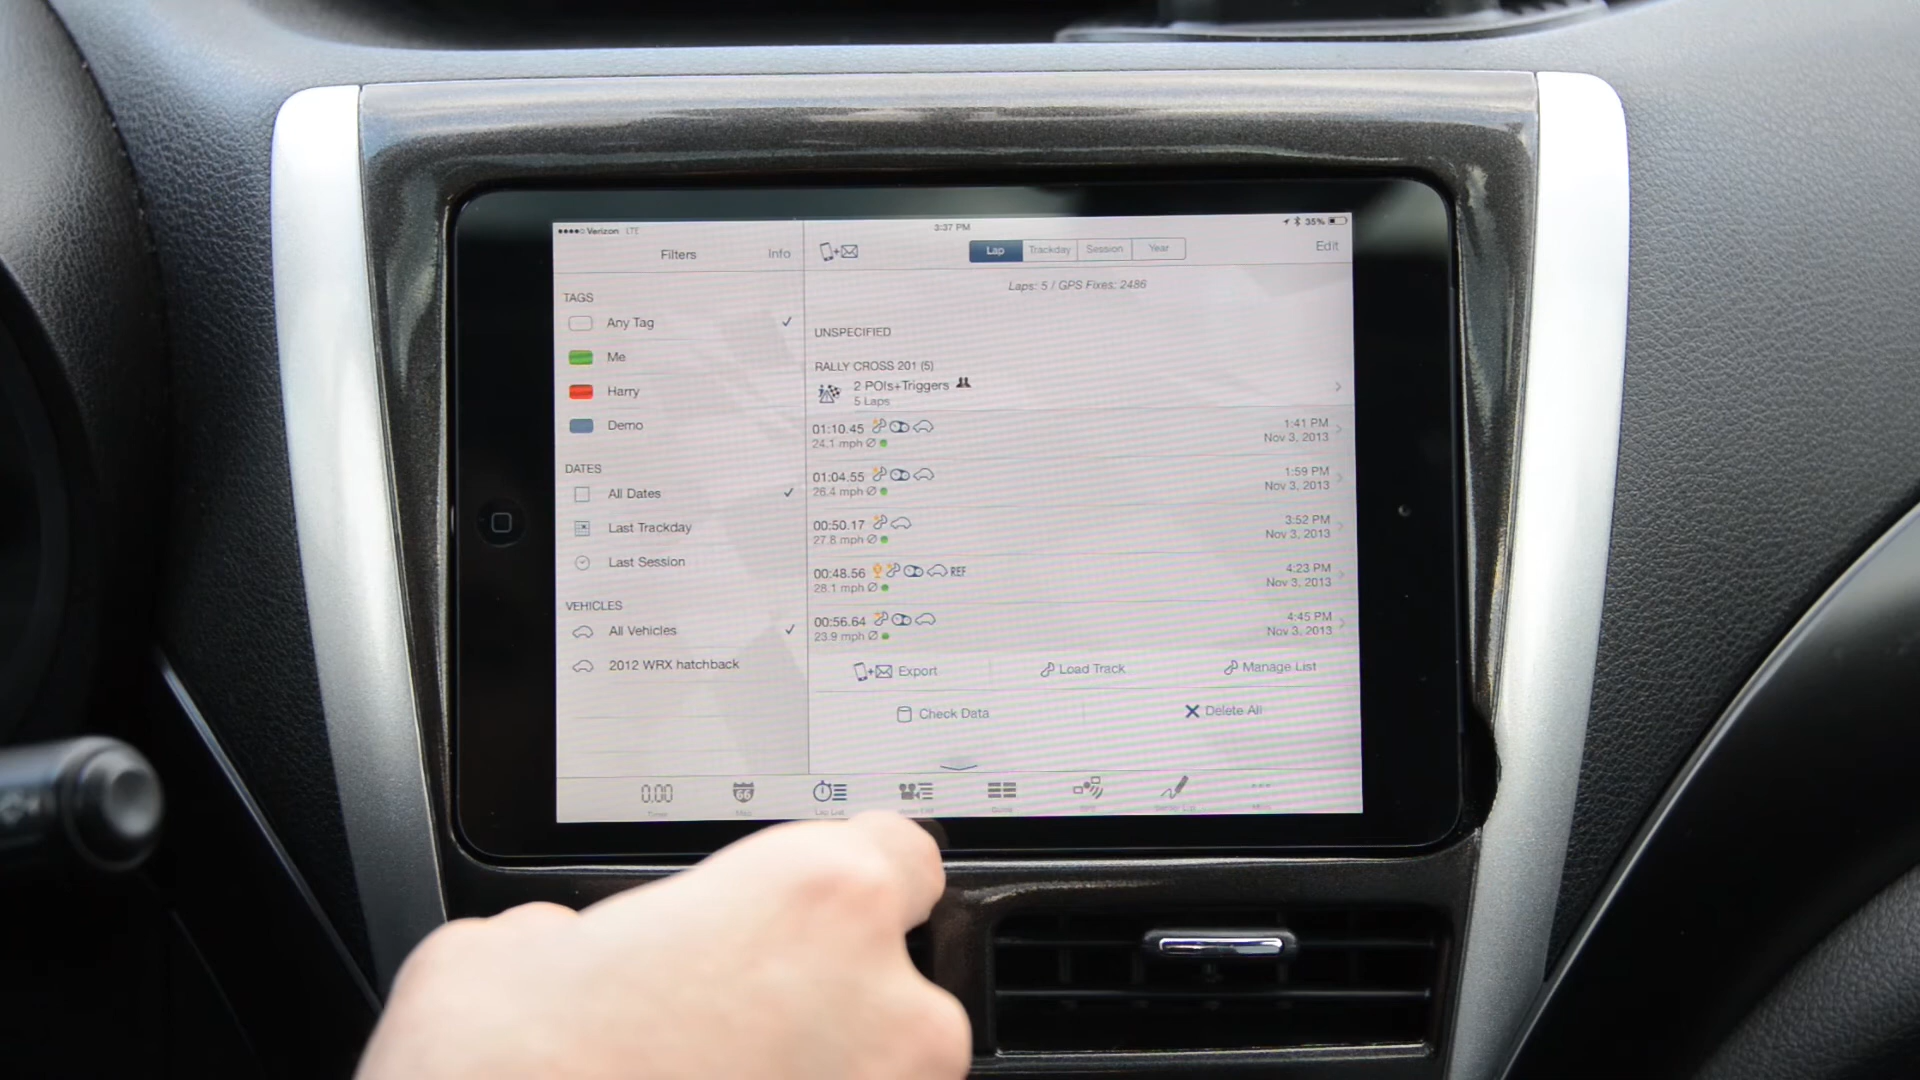 Verizon LTE
3:37 PM
35%
Filters
Info
Lap
Trackday
Session
Year
Edit
Laps: 5 / GPS Fixes: 2486
TAGS
Any Tag
Me
Harry
Demo
DATES
All Dates
Last Trackday
Last Session
VEHICLES
All Vehicles
2012 WRX hatchback
UNSPECIFIED
RALLY CROSS 201 (5)
2 POIs+Triggers
5 Laps
01:10.45
24.1 mph Ø
1:41 PM
Nov 3, 2013
01:04.55
26.4 mph Ø
1:59 PM
Nov 3, 2013
00:50.17
27.8 mph Ø
3:52 PM
Nov 3, 2013
00:48.56 REF
28.1 mph Ø
4:23 PM
Nov 3, 2013
00:56.64
23.9 mph Ø
4:45 PM
Nov 3, 2013
Export
Load Track
Manage List
Check Data
Delete All
0.00
66
Lap List